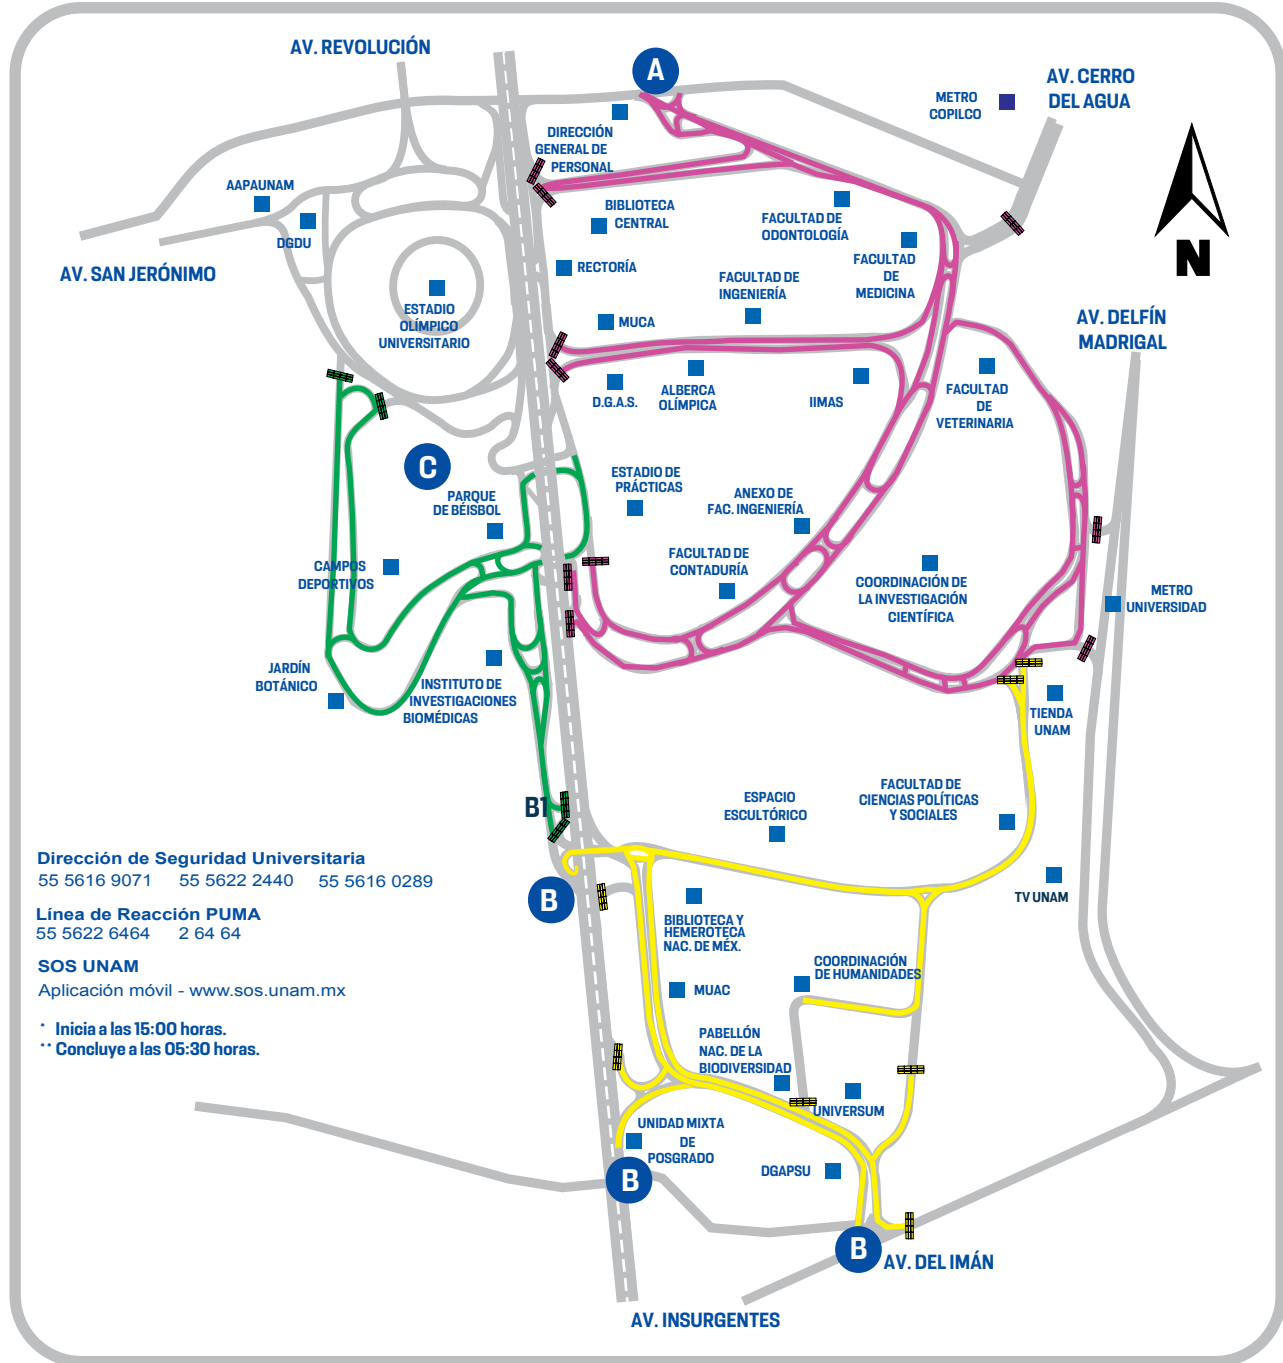 AV. REVOLUCIÓN
A
METRO
COPILCO
AV. CERRO
DEL AGUA
DIRECCIÓN
GENERAL DE
PERSONAL
AAPAUNAM
DGDU
BIBLIOTECA
CENTRAL
FACULTAD DE
ODONTOLOGÍA
FACULTAD
DE
MEDICINA
N
AV. SAN JERÓNIMO
RECTORÍA
FACULTAD DE
INGENIERÍA
ESTADIO
OLÍMPICO
UNIVERSITARIO
MUCA
AV. DELFÍN
MADRIGAL
D.G.A.S.
ALBERCA
OLÍMPICA
IIMAS
FACULTAD
DE
VETERINARIA
C
PARQUE
DE BÉISBOL
ESTADIO DE
PRÁCTICAS
ANEXO DE
FAC. INGENIERÍA
CAMPOS
DEPORTIVOS
FACULTAD DE
CONTADURÍA
COORDINACIÓN DE
LA INVESTIGACIÓN
CIENTÍFICA
METRO
UNIVERSIDAD
JARDÍN
BOTÁNICO
INSTITUTO DE
INVESTIGACIONES
BIOMÉDICAS
TIENDA
UNAM
B1
ESPACIO
ESCULTÓRICO
FACULTAD DE
CIENCIAS POLÍTICAS
Y SOCIALES
Dirección de Seguridad Universitaria
55 5616 9071 55 5622 2440 55 5616 0289
B
TV UNAM
Línea de Reacción PUMA
55 5622 6464 2 64 64
BIBLIOTECA Y
HEMEROTECA
NAC. DE MÉX.
SOS UNAM
Aplicación móvil - www.sos.unam.mx
COORDINACIÓN
DE HUMANIDADES
MUAC
* Inicia a las 15:00 horas.
** Concluye a las 05:30 horas.
PABELLÓN
NAC. DE LA
BIODIVERSIDAD
UNIVERSUM
UNIDAD MIXTA
DE
POSGRADO
DGAPSU
B
B
AV. DEL IMÁN
AV. INSURGENTES